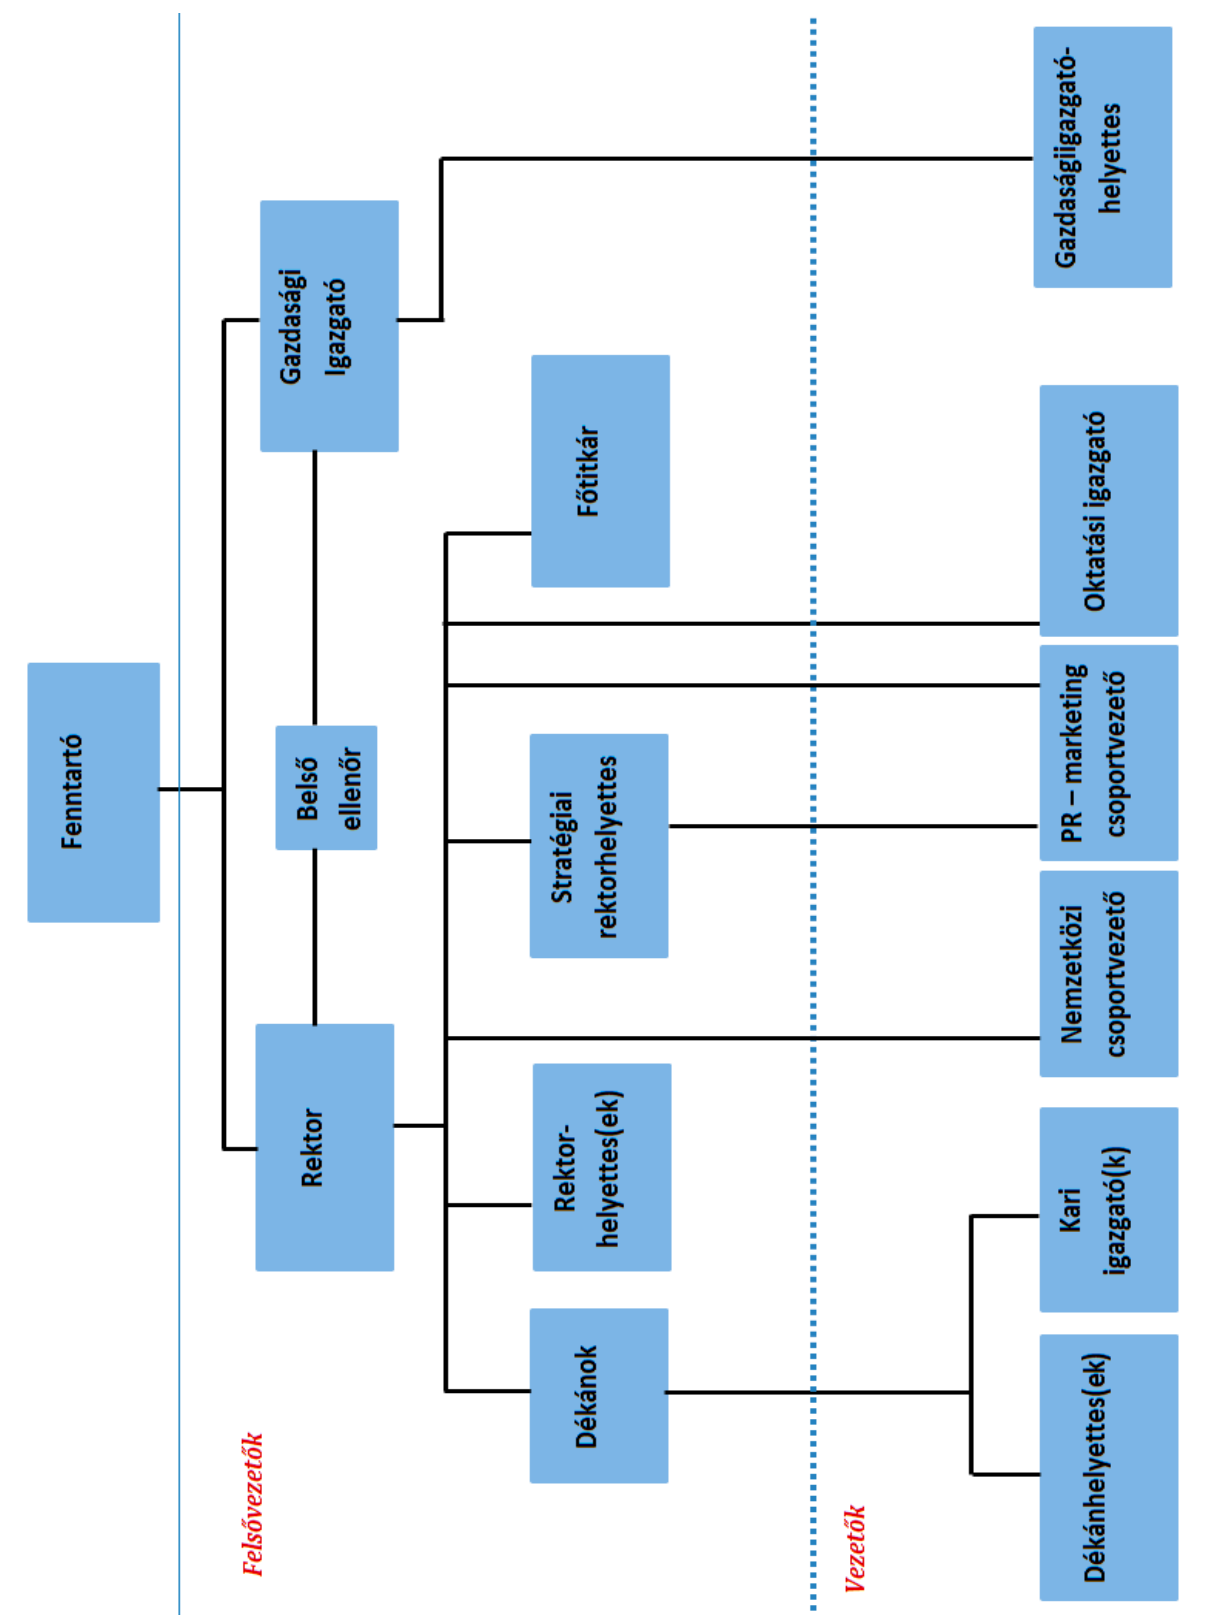 Fenntartó
Felsővezetők
Rektor
Belső
ellenőr
Gazdasági
Igazgató
Dékánok
Rektor-
helyettes(ek)
Stratégiai
rektorhelyettes
Főtitkár
Vezetők
Dékánhelyettes(ek)
Kari
igazgató(k)
Nemzetközi
csoportvezető
PR – marketing
csoportvezető
Oktatási igazgató
Gazdaságiigazgató-
helyettes